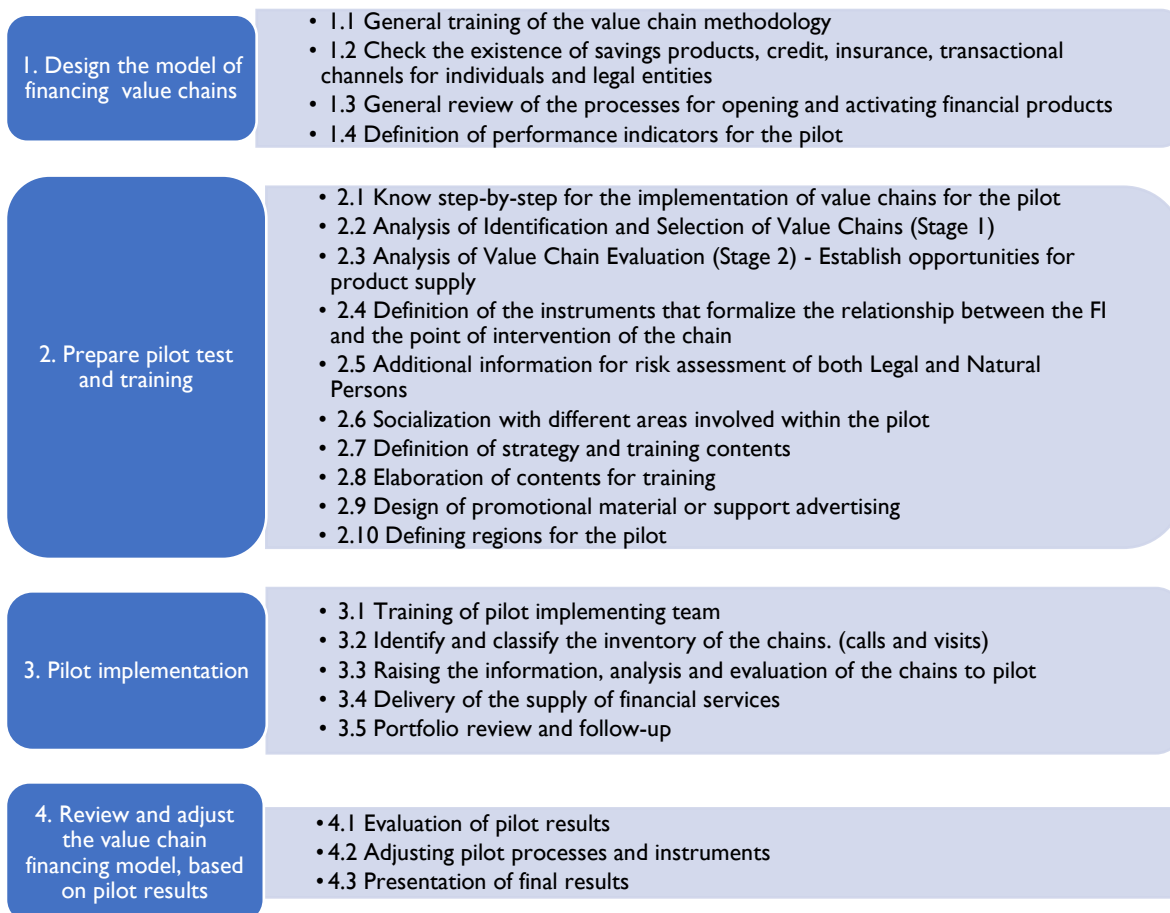 1. Design the model of
financing value chains
• 1.1 General training of the value chain methodology
• 1.2 Check the existence of savings products, credit, insurance, transactional
channels for individuals and legal entities
• 1.3 General review of the processes for opening and activating financial products
• 1.4 Definition of performance indicators for the pilot
2. Prepare pilot test
and training
• 2.1 Know step-by-step for the implementation of value chains for the pilot
• 2.2 Analysis of Identification and Selection of Value Chains (Stage 1)
• 2.3 Analysis of Value Chain Evaluation (Stage 2) - Establish opportunities for
product supply
• 2.4 Definition of the instruments that formalize the relationship between the FI
and the point of intervention of the chain
• 2.5 Additional information for risk assessment of both Legal and Natural
Persons
• 2.6 Socialization with different areas involved within the pilot
• 2.7 Definition of strategy and training contents
• 2.8 Elaboration of contents for training
• 2.9 Design of promotional material or support advertising
• 2.10 Defining regions for the pilot
3. Pilot implementation
• 3.1 Training of pilot implementing team
• 3.2 Identify and classify the inventory of the chains. (calls and visits)
• 3.3 Raising the information, analysis and evaluation of the chains to pilot
• 3.4 Delivery of the supply of financial services
• 3.5 Portfolio review and follow-up
4. Review and adjust
the value chain
financing model, based
on pilot results
• 4.1 Evaluation of pilot results
• 4.2 Adjusting pilot processes and instruments
• 4.3 Presentation of final results